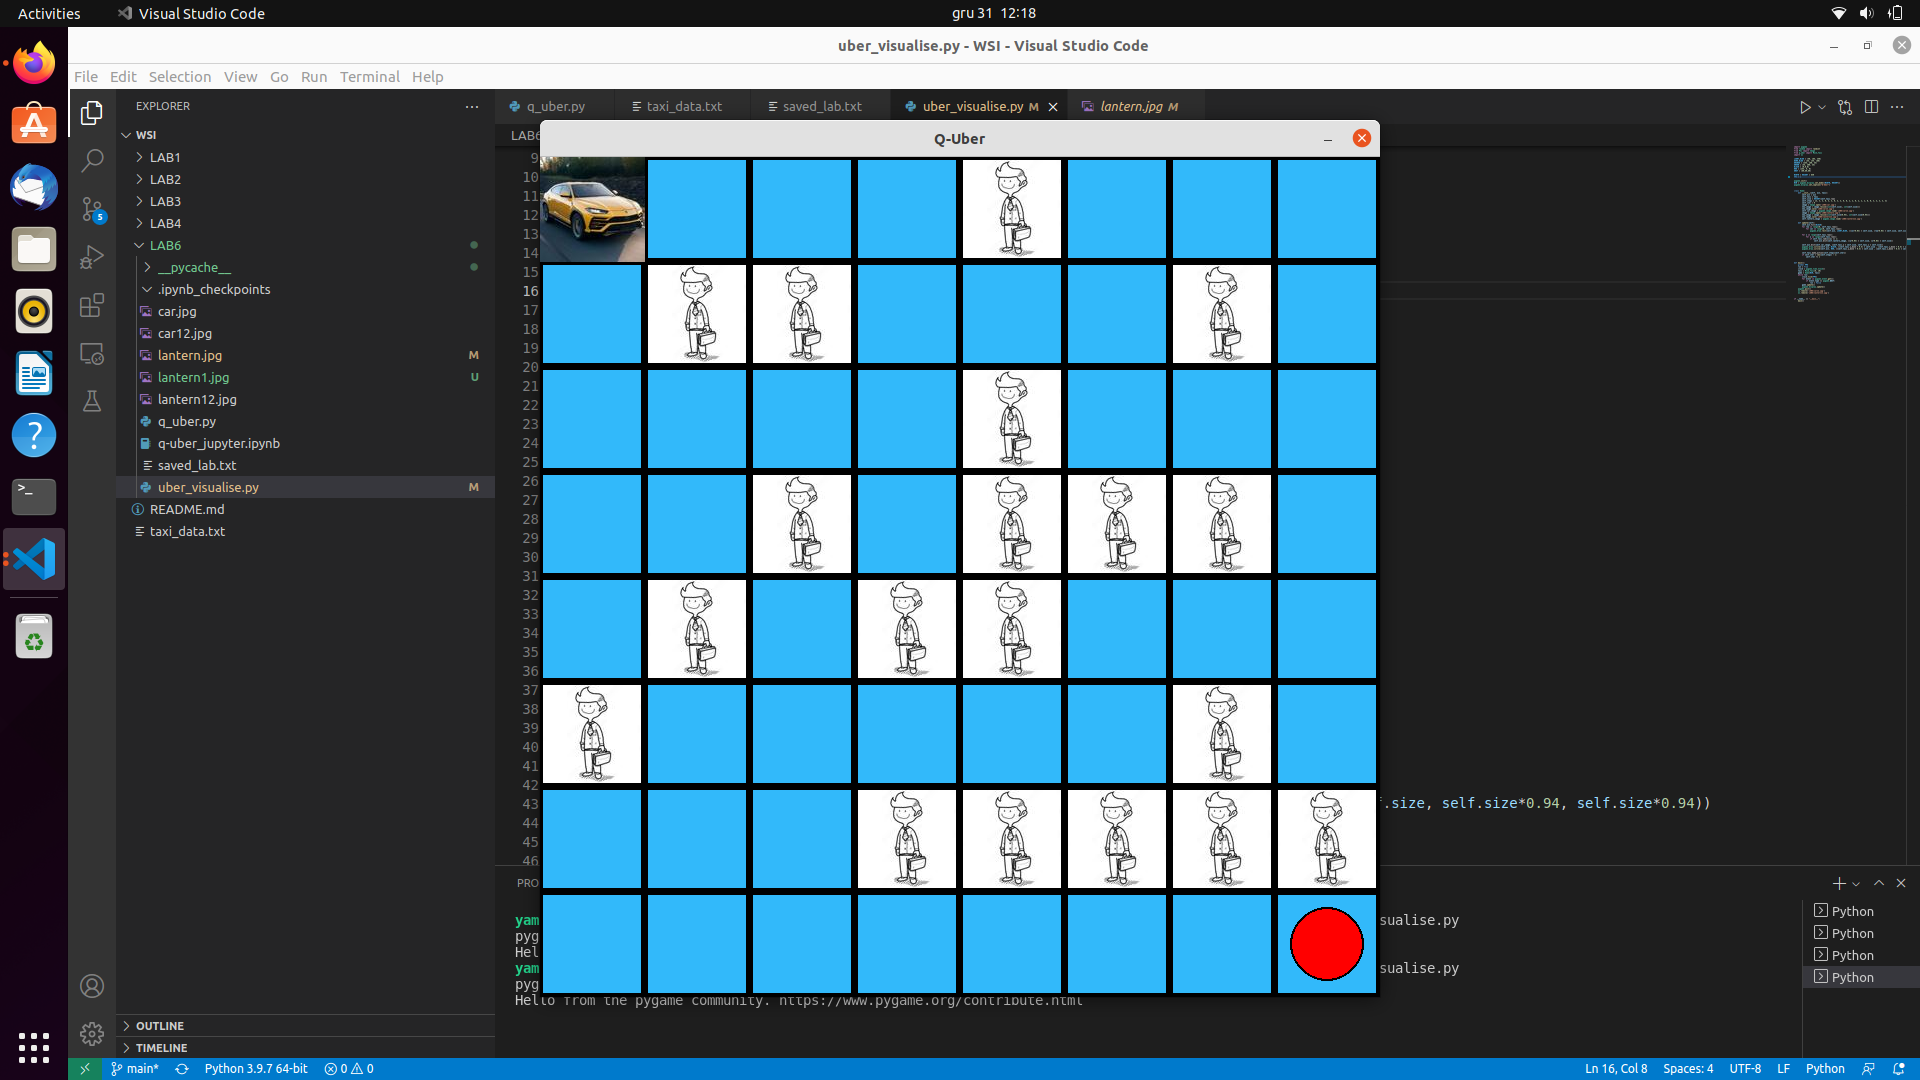 Activities
Visual Studio Code
gru 31 12:18
uber_visualise.py - WSI - Visual Studio Code
File Edit Selection View Go Run Terminal Help
EXPLORER
q_uber.py
taxi_data.txt
saved_lab.txt
uber_visualise.py M
lantern.jpg M
LAB6
WSI
LAB1
LAB2
LAB3
LAB4
LAB6
__pycache__
.ipynb_checkpoints
car.jpg
car12.jpg
lantern.jpg M
lantern1.jpg U
lantern12.jpg
q_uber.py
q-uber_jupyter.ipynb
saved_lab.txt
uber_visualise.py M
README.md
taxi_data.txt
5
OUTLINE
TIMELINE
Q-Uber
9
10
11
12
13
14
15
16
17
18
19
20
21
22
23
24
25
26
27
28
29
30
31
32
33
34
35
36
37
38
39
40
41
42
43
44
45
46
f.size, self.size*0.94, self.size*0.94))
PRO
yam
sualise.py
pyg
Hel
yam
sualise.py
pyg
Hello from the pygame community. https://www.pygame.org/contribute.html
Python
Python
Python
Python
main*
Python 3.9.7 64-bit
0 0
Ln 16, Col 8
Spaces: 4
UTF-8
LF
Python